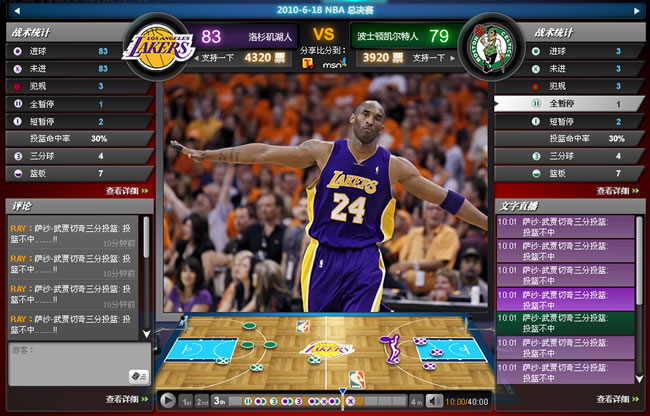 2010-6-18 NBA 总决赛
战术统计
进球 83
未进 83
犯规 3
全暂停 1
短暂停 2
投篮命中率 30%
三分球 4
篮板 7
查看详细
LOS ANGELES
LAKERS
83 洛杉矶湖人
VS
波士顿凯尔特人 79
支持一下 4320 票
分享比分到:
msn
3920 票 支持一下
战术统计
进球 3
未进 3
犯规 3
全暂停 1
短暂停 2
投篮命中率 30%
三分球 4
篮板 7
查看详细
LAKERS
24
评论
RAY : 萨沙-武贾切奇三分投篮: 投
篮不中.......!!
10分钟前
RAY : 萨沙-武贾切奇三分投篮: 投
篮不中.......!!
10分钟前
RAY : 萨沙-武贾切奇三分投篮: 投
篮不中.......!!
10分钟前
RAY : 萨沙-武贾切奇三分投篮: 投
篮不中.......!!
游客:
查看详细
文字直播
10:01 萨沙-武贾切奇三分投篮:
投篮不中
10:01 萨沙-武贾切奇三分投篮:
投篮不中
10:01 萨沙-武贾切奇三分投篮:
投篮不中
10:01 萨沙-武贾切奇三分投篮:
投篮不中
10:01 萨沙-武贾切奇三分投篮:
投篮不中
10:01 萨沙-武贾切奇三分投篮:
投篮不中
10:01 萨沙-武贾切奇三分投篮:
投篮不中
查看详细
LAKERS
1st 2nd 3th 4th 10:00/40:00